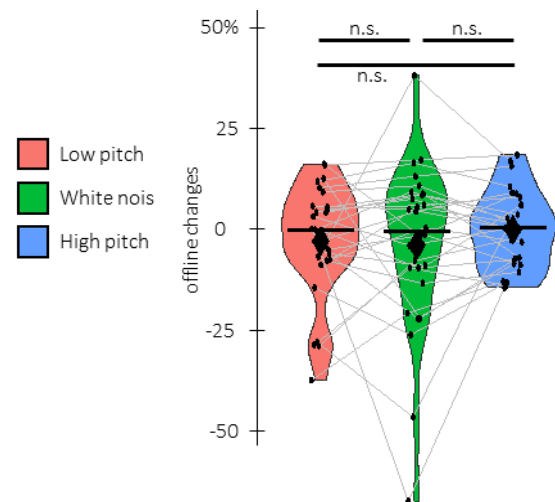 50%
n.s.
n.s.
n.s.
25
Low pitch
White nois
High pitch
0
offline changes
-25
-50